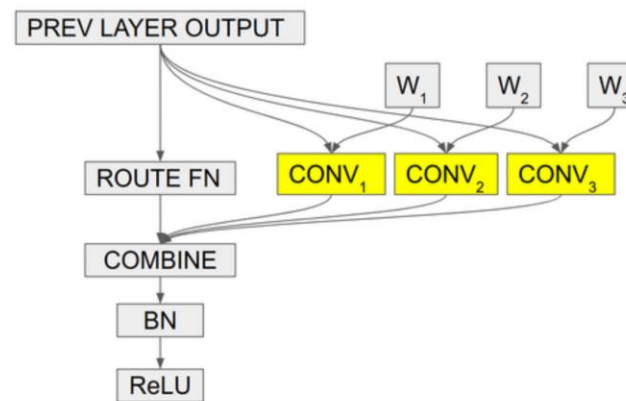 PREV LAYER OUTPUT
W1 W2 W3
ROUTE FN CONV1 CONV2 CONV3
COMBINE
BN
ReLU